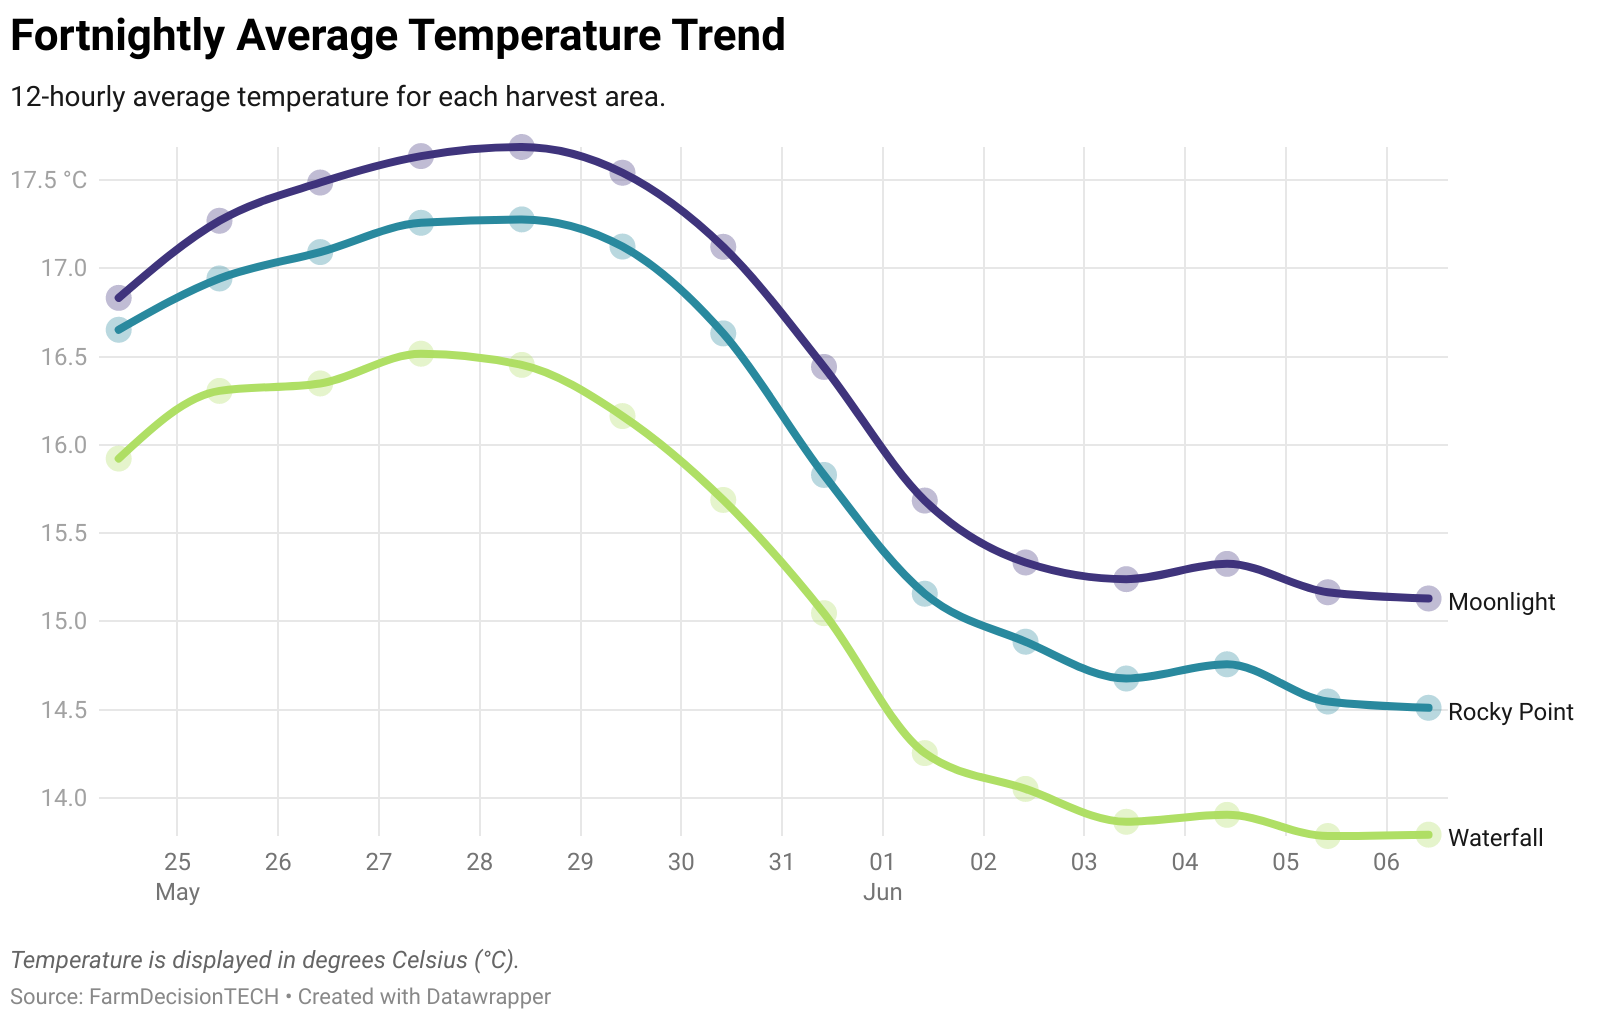 Fortnightly Average Temperature Trend
12-hourly average temperature for each harvest area.
17.5 °C
17.0
16.5
16.0
15.5
15.0
14.5
14.0
Moonlight
Rocky Point
Waterfall
25 26 27 28 29 30 31 01 02 03 04 05 06
May Jun
Temperature is displayed in degrees Celsius (°C).
Source: FarmDecisionTECH • Created with Datawrapper